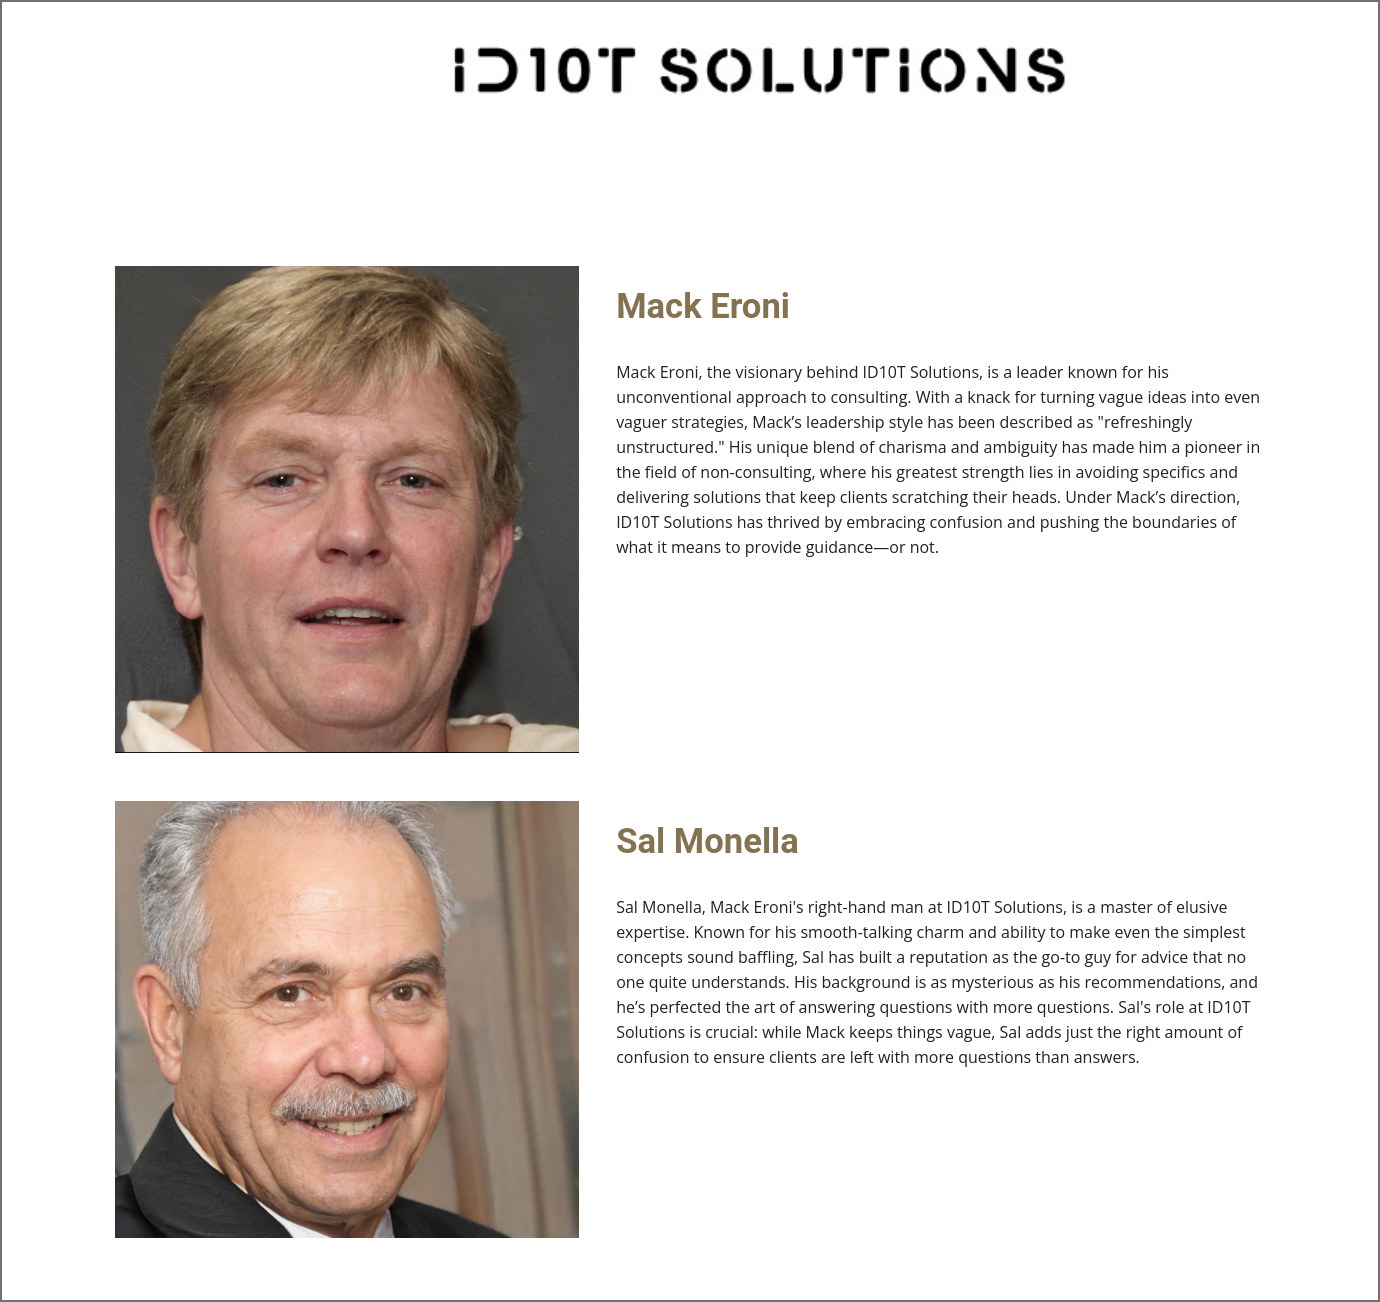 ID10T SOLUTIONS
Mack Eroni
Mack Eroni, the visionary behind ID10T Solutions, is a leader known for his
unconventional approach to consulting. With a knack for turning vague ideas into even
vaguer strategies, Mack’s leadership style has been described as "refreshingly
unstructured." His unique blend of charisma and ambiguity has made him a pioneer in
the field of non-consulting, where his greatest strength lies in avoiding specifics and
delivering solutions that keep clients scratching their heads. Under Mack’s direction,
ID10T Solutions has thrived by embracing confusion and pushing the boundaries of
what it means to provide guidance—or not.
Sal Monella
Sal Monella, Mack Eroni's right-hand man at ID10T Solutions, is a master of elusive
expertise. Known for his smooth-talking charm and ability to make even the simplest
concepts sound baffling, Sal has built a reputation as the go-to guy for advice that no
one quite understands. His background is as mysterious as his recommendations, and
he’s perfected the art of answering questions with more questions. Sal's role at ID10T
Solutions is crucial: while Mack keeps things vague, Sal adds just the right amount of
confusion to ensure clients are left with more questions than answers.